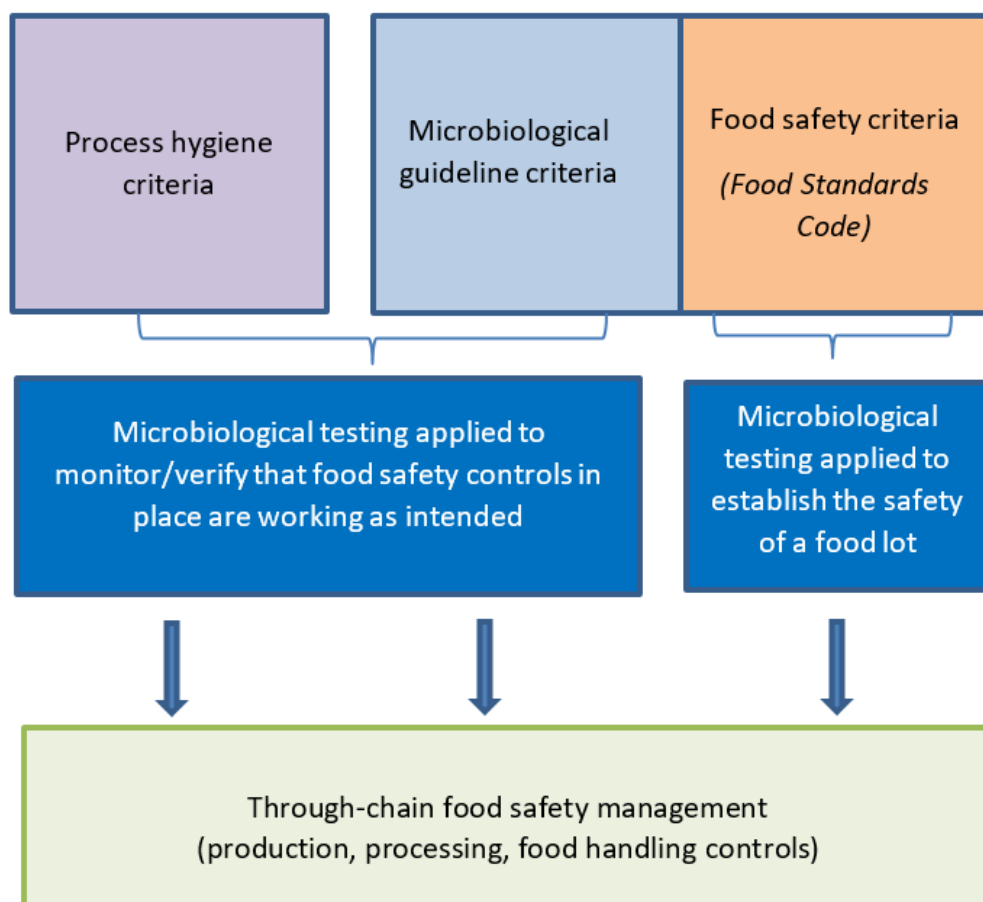 Process hygiene
criteria
Microbiological
guideline criteria
Food safety criteria
(Food Standards
Code)
Microbiological testing applied to
monitor/verify that food safety controls in
place are working as intended
Microbiological
testing applied to
establish the safety
of a food lot
Through-chain food safety management
(production, processing, food handling controls)